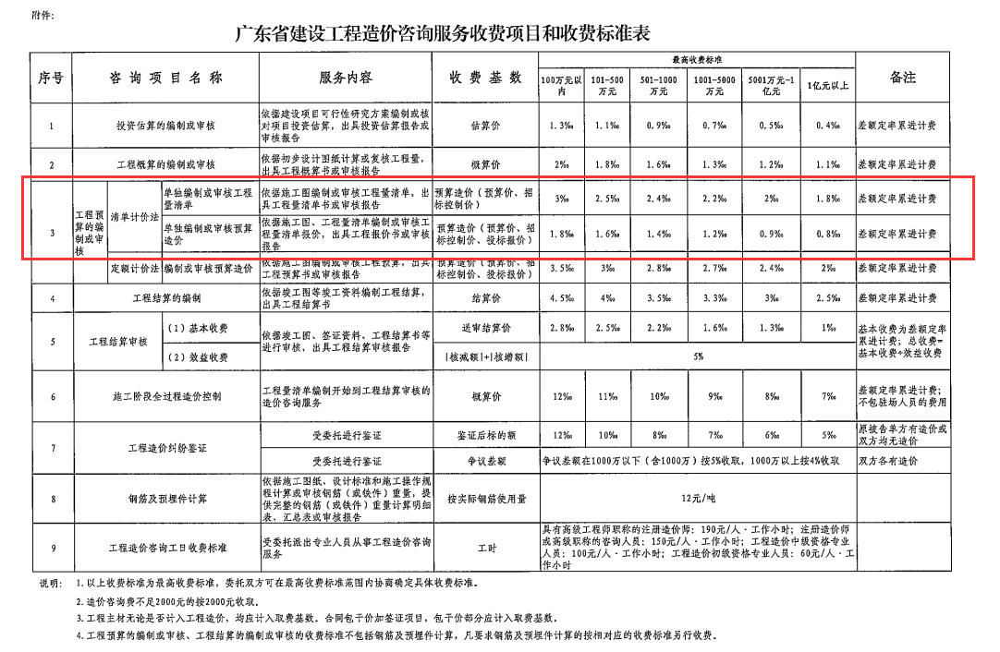 附件：
广东省建设工程造价咨询服务收费项目和收费标准表
序号 咨询项目名称 服务内容 收费基数 最高收费标准 备注
100万元以内 101-500万元 501-1000万元 1001-5000万元 5001万元-1亿元 1亿元以上
1 投资估算的编制或审核 依据建设项目可行性研究方案编制或核对项目投资估算，出具投资估算报告或审核报告 估算价 1.3‰ 1.1‰ 0.9‰ 0.7‰ 0.5‰ 0.4‰ 差额定率累进计费
2 工程概算的编制或审核 依据初步设计图纸计算或复核工程量，出具工程概算书或审核报告 概算价 2‰ 1.8‰ 1.6‰ 1.3‰ 1.2‰ 1.1‰ 差额定率累进计费
3 工程预算的编制或审核 清单计价法 单独编制或审核工程量清单 依据施工图编制或审核工程量清单，出具工程量清单书或审核报告 预算造价（预算价、招标控制价） 3‰ 2.5‰ 2.4‰ 2.2‰ 2‰ 1.8‰ 差额定率累进计费
单独编制或审核预算造价 依据施工图、工程量清单编制或审核工程量清单报价，出具工程报价书或审核报告 预算造价（预算价、招标控制价、投标报价） 1.8‰ 1.6‰ 1.4‰ 1.2‰ 0.9‰ 0.8‰ 差额定率累进计费
定额计价法 编制或审核预算造价 依据施工图编制或审核工程预算，出具工程预算书或审核报告 预算造价（预算价、招标控制价、投标报价） 3.5‰ 3‰ 2.8‰ 2.7‰ 2.4‰ 2‰ 差额定率累进计费
4 工程结算的编制 依据竣工图等竣工资料编制工程结算，出具工程结算书 结算价 4.5‰ 4‰ 3.5‰ 3.3‰ 3‰ 2.5‰ 差额定率累进计费
5 工程结算审核 （1）基本收费 依据竣工图、签证资料、工程结算书等进行审核，出具工程结算审核报告 送审结算价 2.8‰ 2.5‰ 2.2‰ 1.6‰ 1.3‰ 1‰ 基本收费为差额定率累进计费；总收费=基本收费+效益收费
（2）效益收费 |核减额|+|核增额| 5%
6 施工阶段全过程造价控制 工程量清单编制开始到工程结算审核的造价咨询服务 概算价 12‰ 11‰ 10‰ 9‰ 8‰ 7‰ 差额定率累进计费；不包驻场人员的费用
7 工程造价纠纷鉴证 受委托进行鉴证 鉴证后标的额 12‰ 10‰ 8‰ 7‰ 6‰ 5‰ 原被告单方有造价或双方均无造价
受委托进行鉴证 争议差额 争议差额在1000万以下（含1000万）按5%收取，1000万以上按4%收取 双方各有造价
8 钢筋及预埋件计算 依据施工图纸、设计标准和施工操作规程计算或审核钢筋（或铁件）重量，提供完整的钢筋（或铁件）重量计算明细表、汇总表或审核报告 按实际钢筋使用量 12元/吨
9 工程造价咨询工日收费标准 受委托派出专业人员从事工程造价咨询服务 工时 具有高级工程师职称的注册造价师：190元/人·工作小时；注册造价师或高级职称的咨询人员：150元/人·工作小时；工程造价中级资格专业人员：100元/人·工作小时；工程造价初级资格专业人员：60元/人·工作小时
说明： 1.以上收费标准为最高收费标准，委托双方可在最高收费标准范围内协商确定具体收费标准。
2.造价咨询费不足2000元的按2000元收取。
3.工程主材无论是否计入工程造价，均应计入取费基数。合同包干价加签证项目，包干价部分应计入取费基数。
4.工程预算的编制或审核、工程结算的编制或审核的收费标准不包括钢筋及预埋件计算，凡要求钢筋及预埋件计算的按相对应的收费标准另行收费。